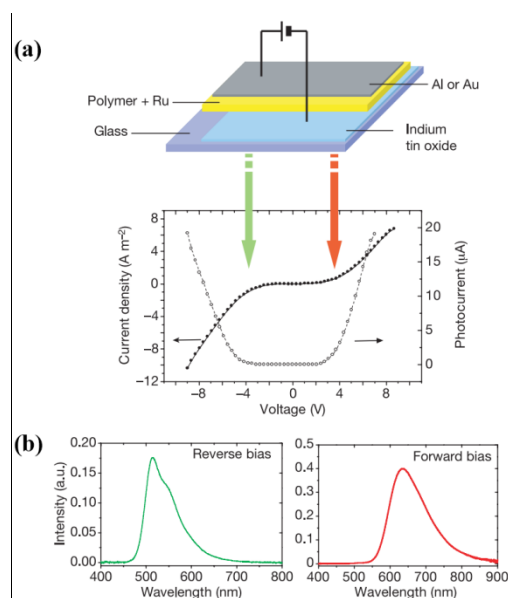 (a)
Al or Au
Polymer + Ru
Glass
Indium
tin oxide
8
4
0
−4
−8
−12
Current density (A m−2)
20
15
10
5
0
Photocurrent (µA)
−8 −4 0 4 8
Voltage (V)
(b)
Reverse bias
0.20
0.15
0.10
0.05
0.00
Intensity (a.u.)
400 500 600 700 800
Wavelength (nm)
Forward bias
0.5
0.4
0.3
0.2
0.1
0
400 500 600 700 800 900
Wavelength (nm)